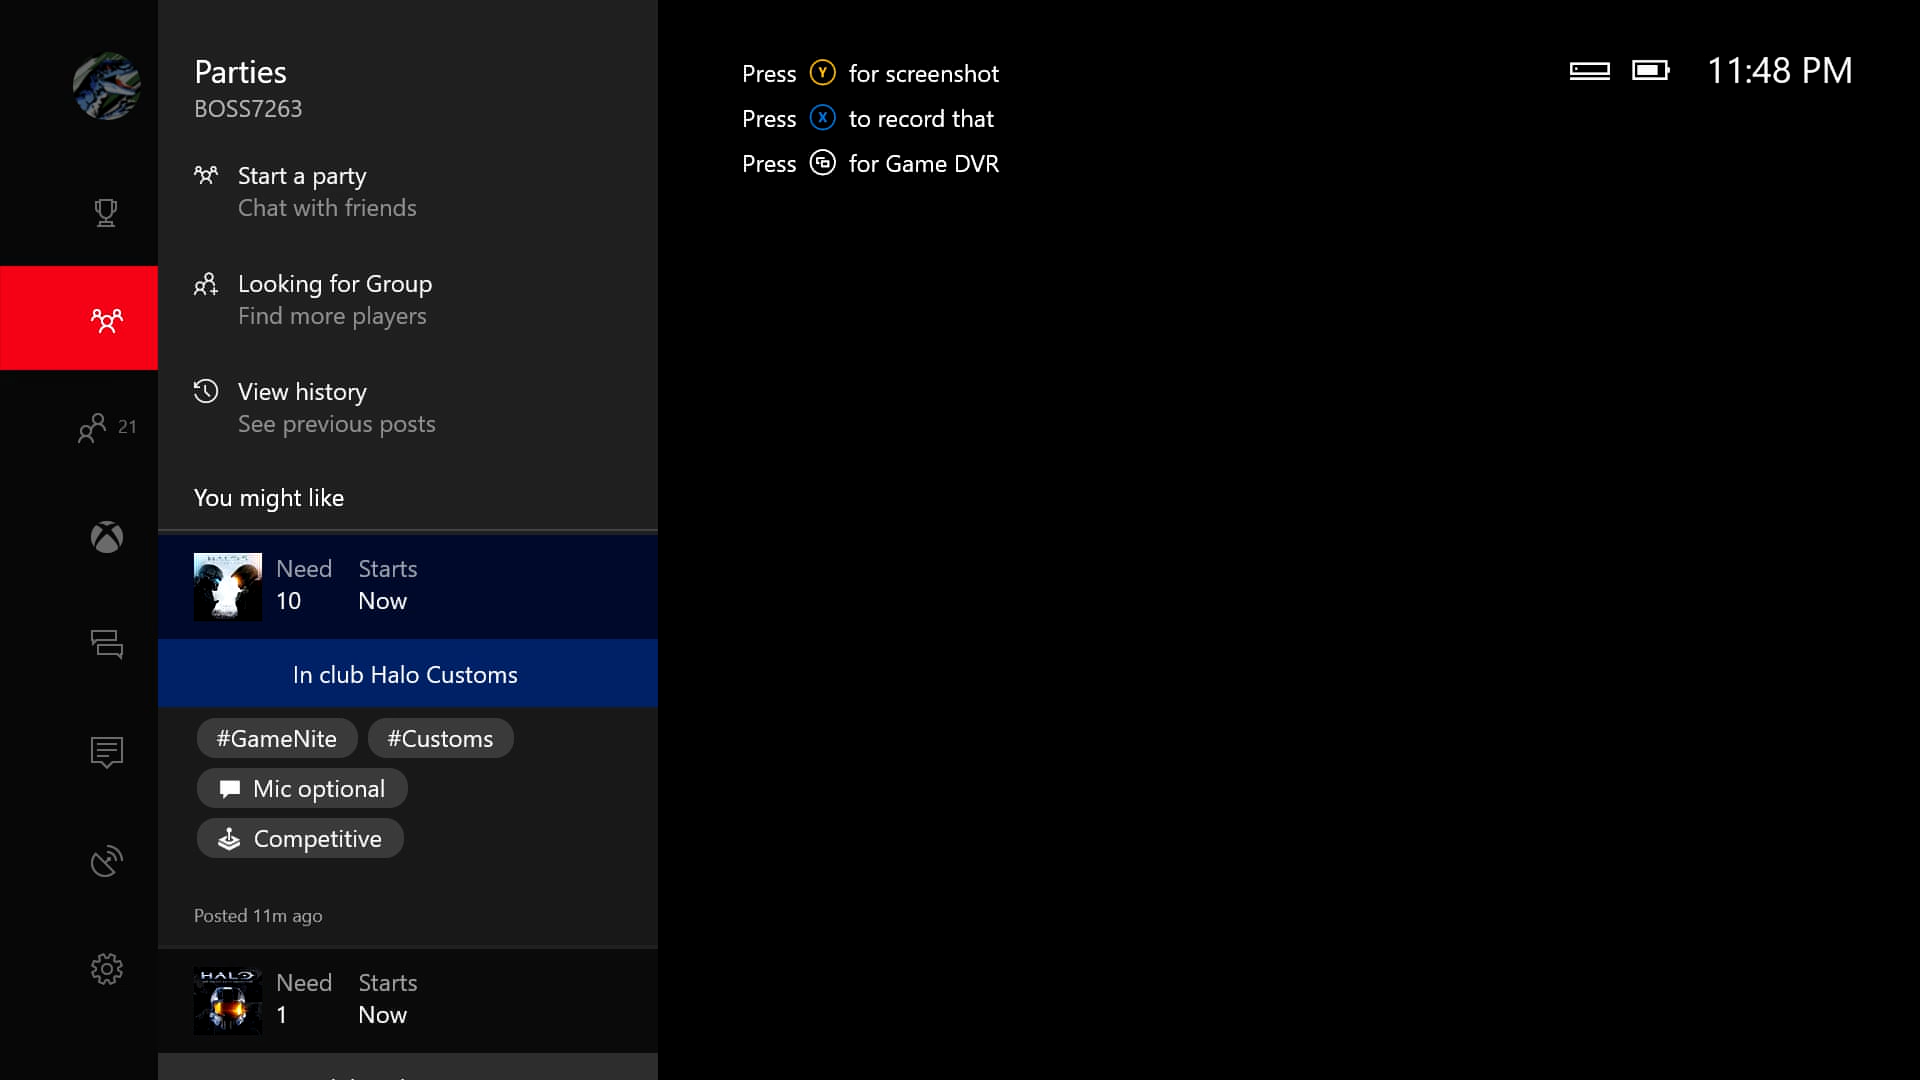 Parties
BOSS7263
Start a party
Chat with friends
Looking for Group
Find more players
View history
See previous posts
21
You might like
Need Starts
10 Now
In club Halo Customs
#GameNite #Customs
Mic optional
Competitive
Posted 11m ago
HALO
Need Starts
1 Now
Press Y for screenshot
Press X to record that
Press for Game DVR
11:48 PM